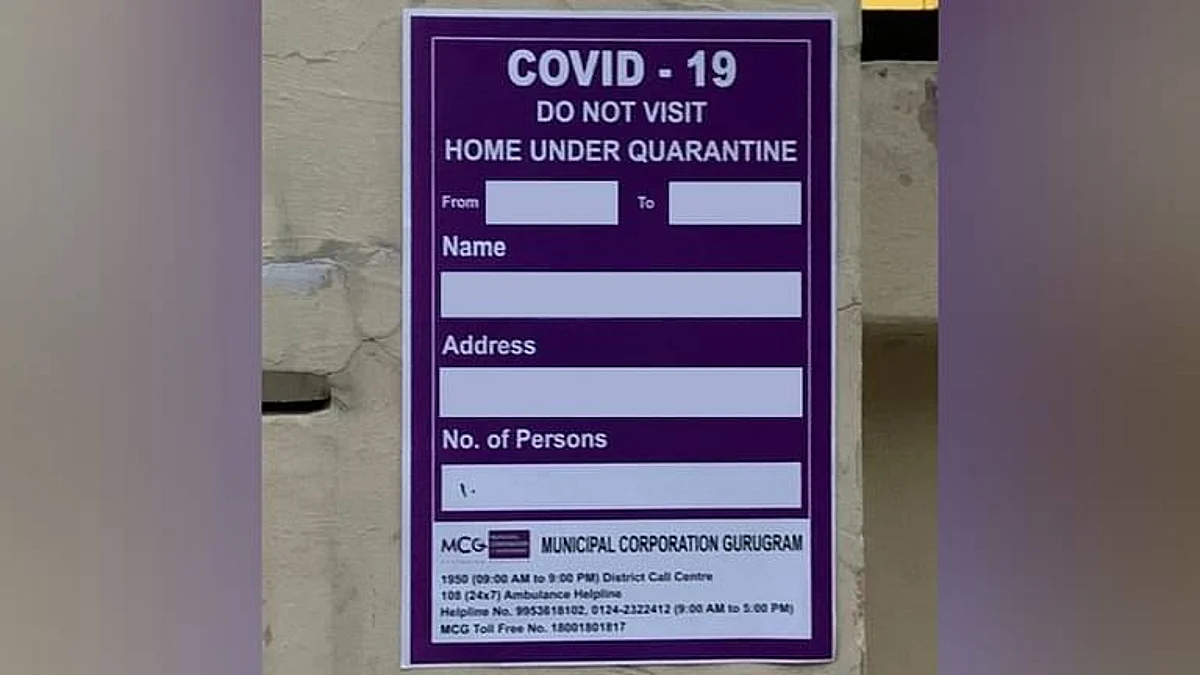 COVID - 19
DO NOT VISIT
HOME UNDER QUARANTINE
From To
Name
Address
No. of Persons
MCG MUNICIPAL CORPORATION GURUGRAM
1950 (09:00 AM to 9:00 PM) District Call Centre
108 (24x7) Ambulance Helpline
Helpline No. 9953618102, 0124-2322412 (9:00 AM to 5:00 PM)
MCG Toll Free No. 18001801817